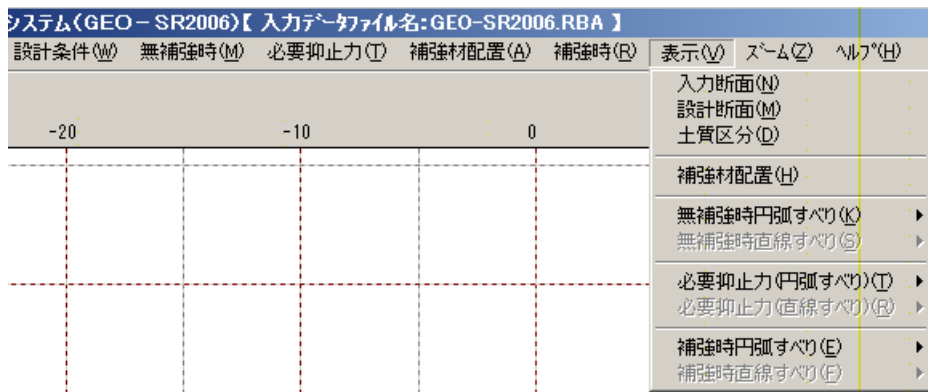 システム(GEO－SR2006)【 入力ﾃﾞｰﾀﾌｧｲﾙ名:GEO-SR2006.RBA 】
設計条件(W) 無補強時(M) 必要抑止力(T) 補強材配置(A) 補強時(R) 表示(V) ｽﾞｰﾑ(Z) ﾍﾙﾌﾟ(H)
入力断面(N)
設計断面(M)
土質区分(D)
-20 -10 0
補強材配置(H)
無補強時円弧すべり(K)
無補強時直線すべり(S)
必要抑止力(円弧すべり)(T)
必要抑止力(直線すべり)(R)
補強時円弧すべり(E)
補強時直線すべり(F)